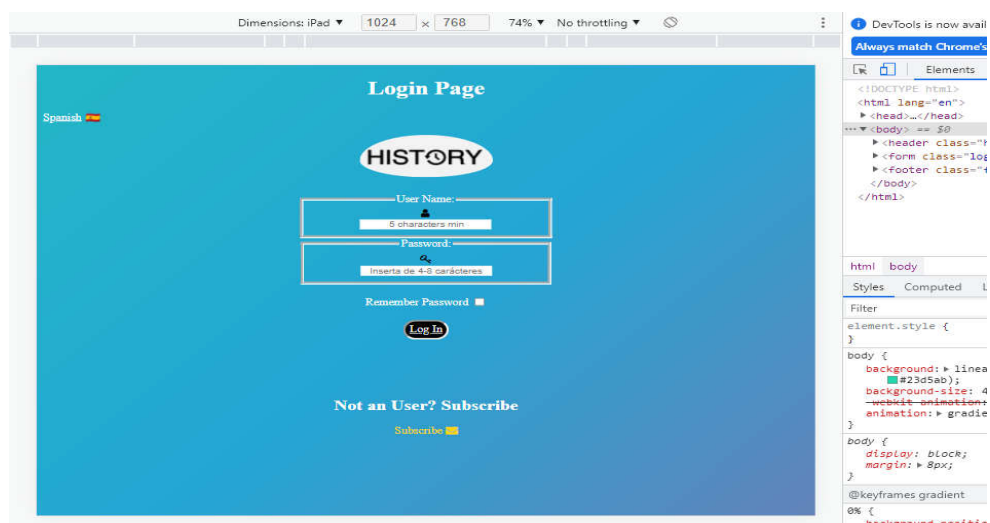 Dimensions: iPad ▼ 1024 x 768 74% ▼ No throttling ▼
DevTools is now avail
Always match Chrome's
Elements
<!DOCTYPE html>
<html lang="en">
<head>…</head>
<body> == $0
<header class="h
<form class="log
<footer class="f
</body>
</html>
html body
Styles Computed L
Filter
element.style {
}
body {
background: linea
#23d5ab);
background-size: 4
-webkit-animation:
animation: gradie
}
body {
display: block;
margin: 8px;
}
@keyframes gradient
0% {
Login Page
Spanish
HISTORY
User Name:
5 characters min
Password:
Inserta de 4-8 carácteres
Remember Password
Log In
Not an User? Subscribe
Subscribe